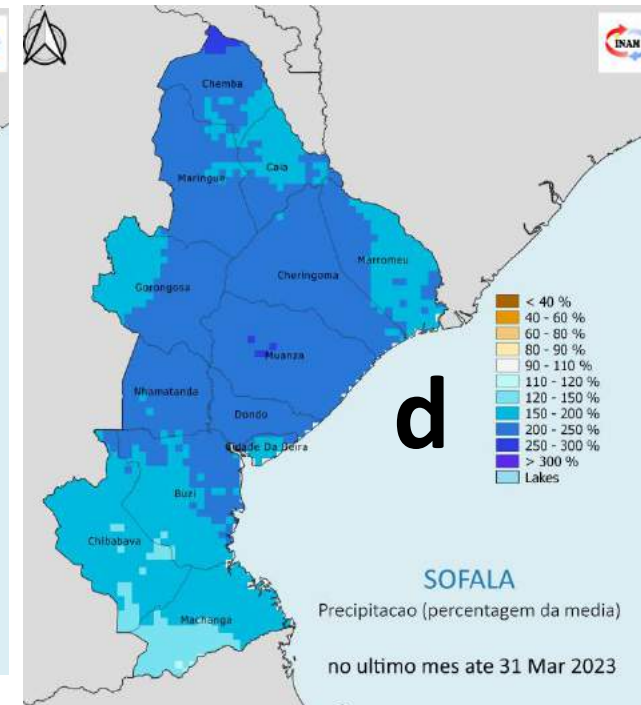 INAM
Chemba
Caia
Maringue
Marromeu
Cheringoma
Gorongosa
Muanza
Nhamatanda
Dondo
Cidade Da Beira
Buzi
Chibabava
Machanga
d
< 40 %
40 - 60 %
60 - 80 %
80 - 90 %
90 - 110 %
110 - 120 %
120 - 150 %
150 - 200 %
200 - 250 %
250 - 300 %
> 300 %
Lakes
SOFALA
Precipitacao (percentagem da media)
no ultimo mes ate 31 Mar 2023